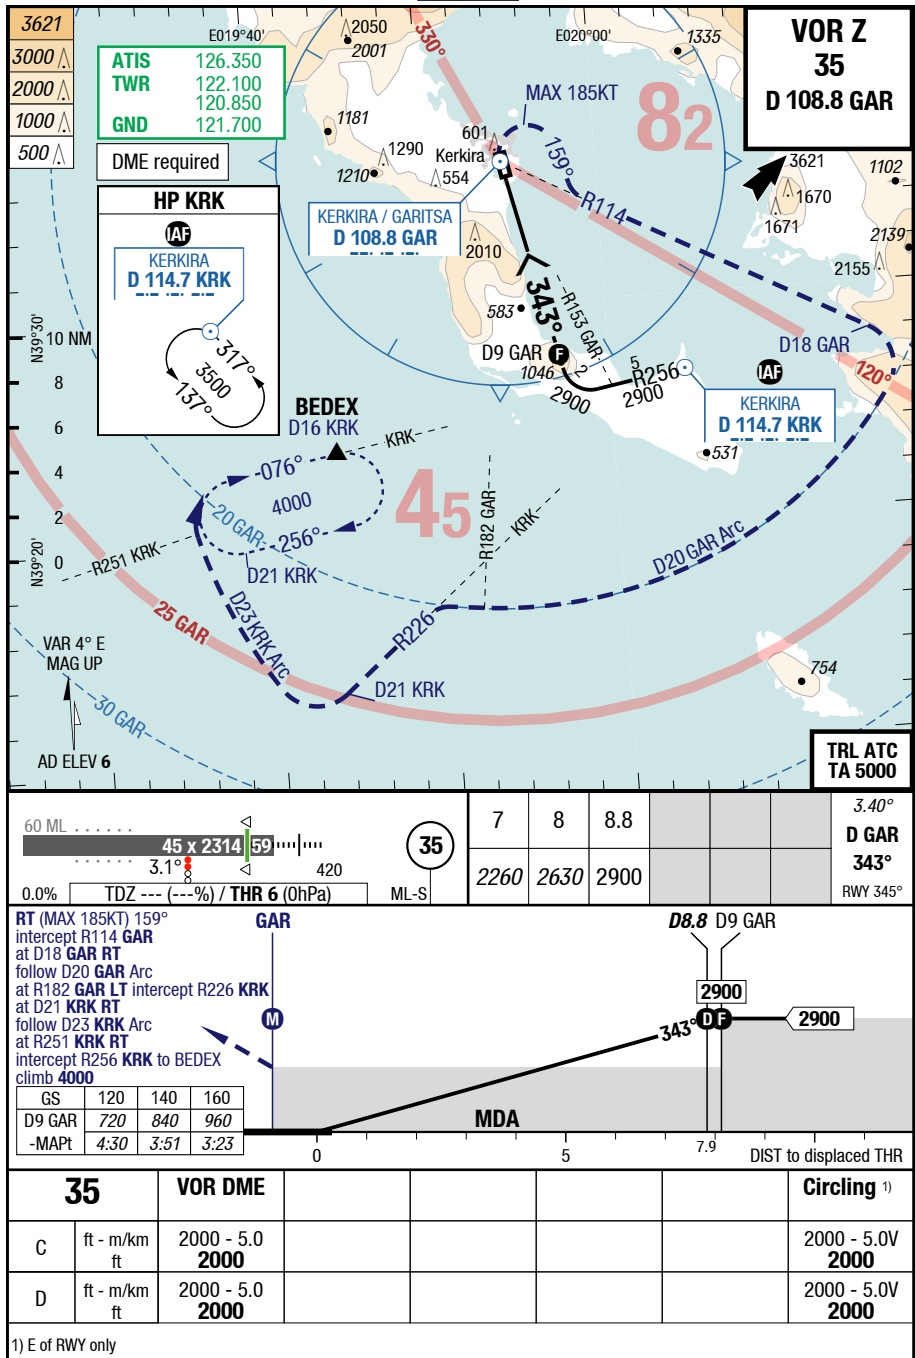 3621
3000
2000
1000
500
ATIS 126.350
TWR 122.100
120.850
GND 121.700
DME required
HP KRK
IAF
KERKIRA
D 114.7 KRK
317°
3500
137°
E019°40'
2050
2001
330°
E020°00'
1335
VOR Z
35
D 108.8 GAR
MAX 185KT
82
1181
1290
1210
601
Kerkira
554
159°
R114
3621
1102
1670
1671
2139
2155
KERKIRA / GARITSA
D 108.8 GAR
2010
583
343°
R153 GAR
D18 GAR
120°
N39°30'
10 NM
8
6
4
2
0
N39°20'
D9 GAR
F
1046
2
5
R256
2900
2900
IAF
KERKIRA
D 114.7 KRK
531
BEDEX
D16 KRK
KRK
076°
4000
256°
20 GAR
45
R182 GAR
KRK
R251 KRK
D21 KRK
D20 GAR Arc
D23 KRK Arc
R226
25 GAR
D21 KRK
754
VAR 4° E
MAG UP
30 GAR
AD ELEV 6
TRL ATC
TA 5000
60 ML
45 x 2314
59
3.1°
420
0.0%
TDZ --- (---%) / THR 6 (0hPa)
35
ML-S
7 8 8.8
2260 2630 2900
3.40°
D GAR
343°
RWY 345°
RT (MAX 185KT) 159°
intercept R114 GAR
at D18 GAR RT
follow D20 GAR Arc
at R182 GAR LT intercept R226 KRK
at D21 KRK RT
follow D23 KRK Arc
at R251 KRK RT
intercept R256 KRK to BEDEX
climb 4000
GAR
M
D8.8 D9 GAR
2900
343°
D F
2900
MDA
GS 120 140 160
D9 GAR 720 840 960
-MAPt 4:30 3:51 3:23
0 5 7.9 DIST to displaced THR
35 VOR DME Circling 1)
C ft - m/km 2000 - 5.0 2000 - 5.0V
ft 2000 2000
D ft - m/km 2000 - 5.0 2000 - 5.0V
ft 2000 2000
1) E of RWY only